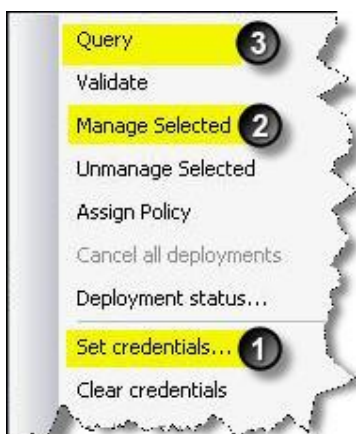 Query 3
Validate
Manage Selected 2
Unmanage Selected
Assign Policy
Cancel all deployments
Deployment status...
Set credentials... 1
Clear credentials